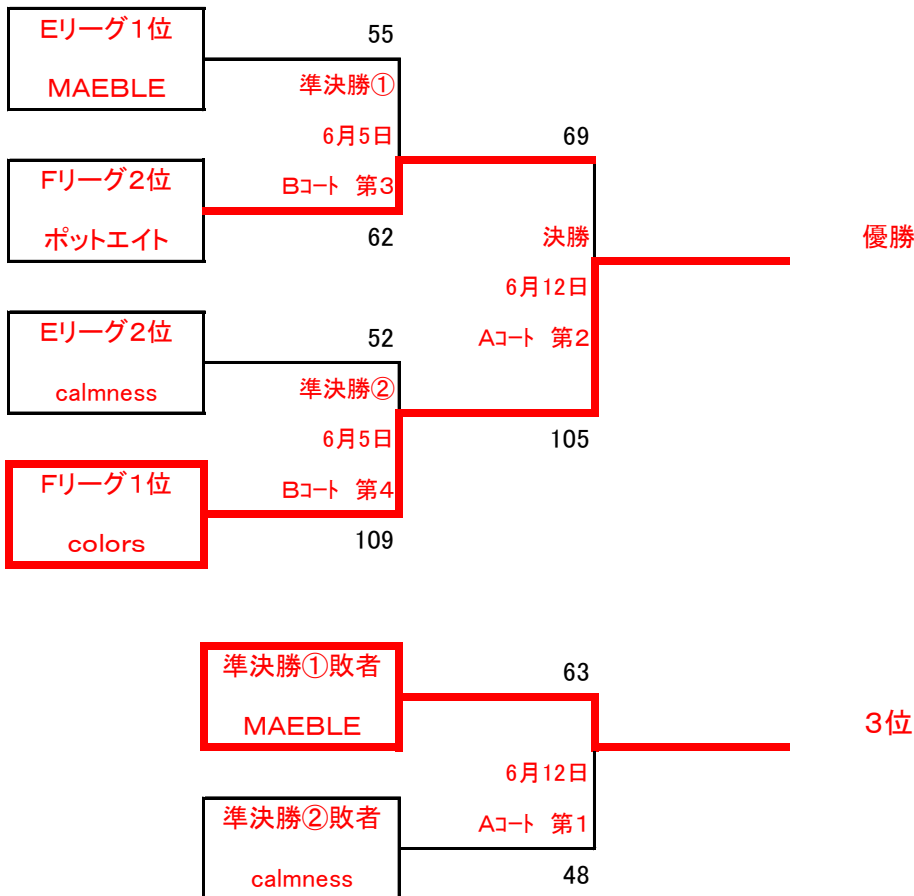 Eリーグ1位
55
MAEBLE
準決勝①
6月5日
69
Fリーグ2位
Bコート 第3
ポットエイト
62
決勝
優勝
6月12日
Eリーグ2位
52
Aコート 第2
calmness
準決勝②
6月5日
105
Fリーグ1位
Bコート 第4
colors
109
準決勝①敗者
63
MAEBLE
3位
6月12日
準決勝②敗者
Aコート 第1
calmness
48